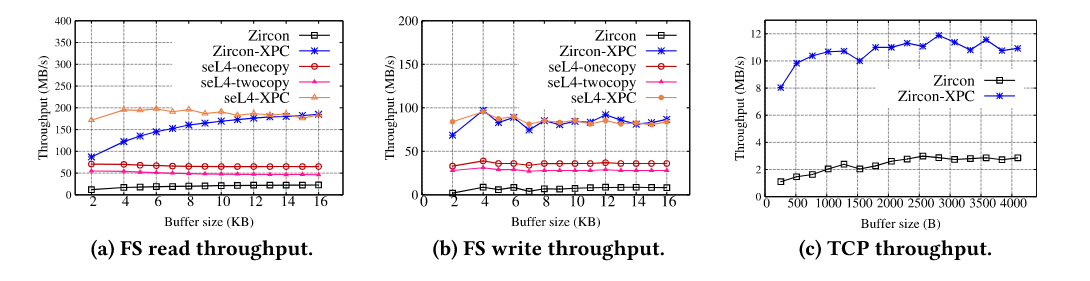 400
350
300
250
200
150
100
50
0
0 2 4 6 8 10 12 14 16
Throughput (MB/s)
Buffer size (KB)
Zircon
Zircon-XPC
seL4-onecopy
seL4-twocopy
seL4-XPC
(a) FS read throughput.
200
150
100
50
0
0 2 4 6 8 10 12 14 16
Throughput (MB/s)
Buffer size (KB)
Zircon
Zircon-XPC
seL4-onecopy
seL4-twocopy
seL4-XPC
(b) FS write throughput.
12
10
8
6
4
2
0
0 500 1000 1500 2000 2500 3000 3500 4000
Throughput (MB/s)
Buffer size (B)
Zircon
Zircon-XPC
(c) TCP throughput.